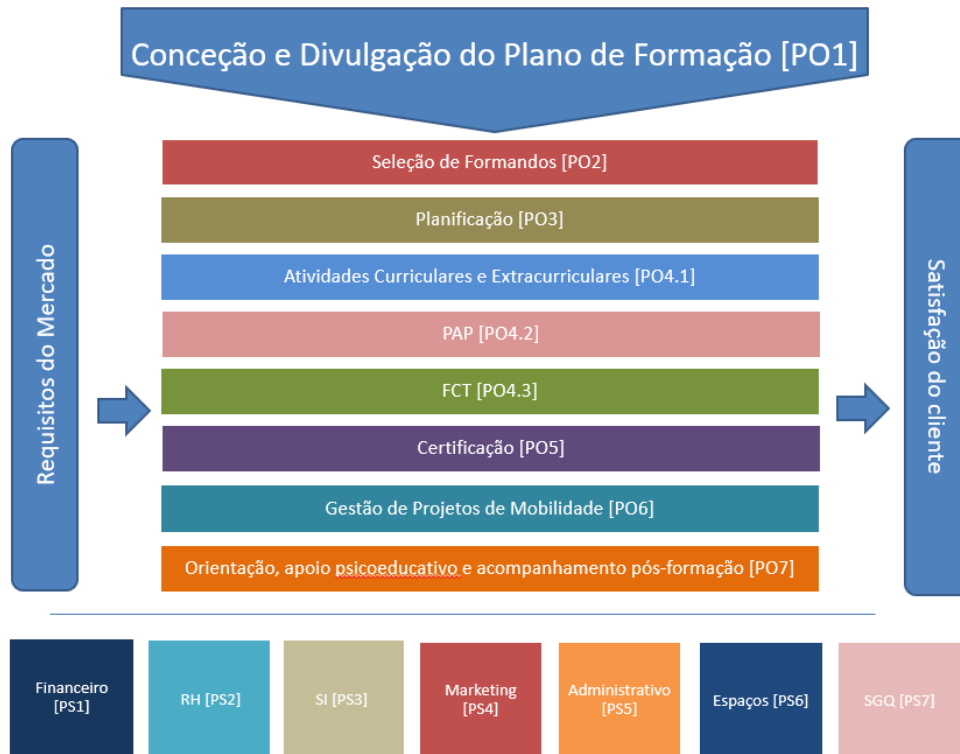 Conceção e Divulgação do Plano de Formação [PO1]
Requisitos do Mercado
Seleção de Formandos [PO2]
Planificação [PO3]
Atividades Curriculares e Extracurriculares [PO4.1]
PAP [PO4.2]
FCT [PO4.3]
Certificação [PO5]
Gestão de Projetos de Mobilidade [PO6]
Orientação, apoio psicoeducativo e acompanhamento pós-formação [PO7]
Satisfação do cliente
Financeiro
[PS1]
RH [PS2]
SI [PS3]
Marketing
[PS4]
Administrativo
[PS5]
Espaços [PS6]
SGQ [PS7]